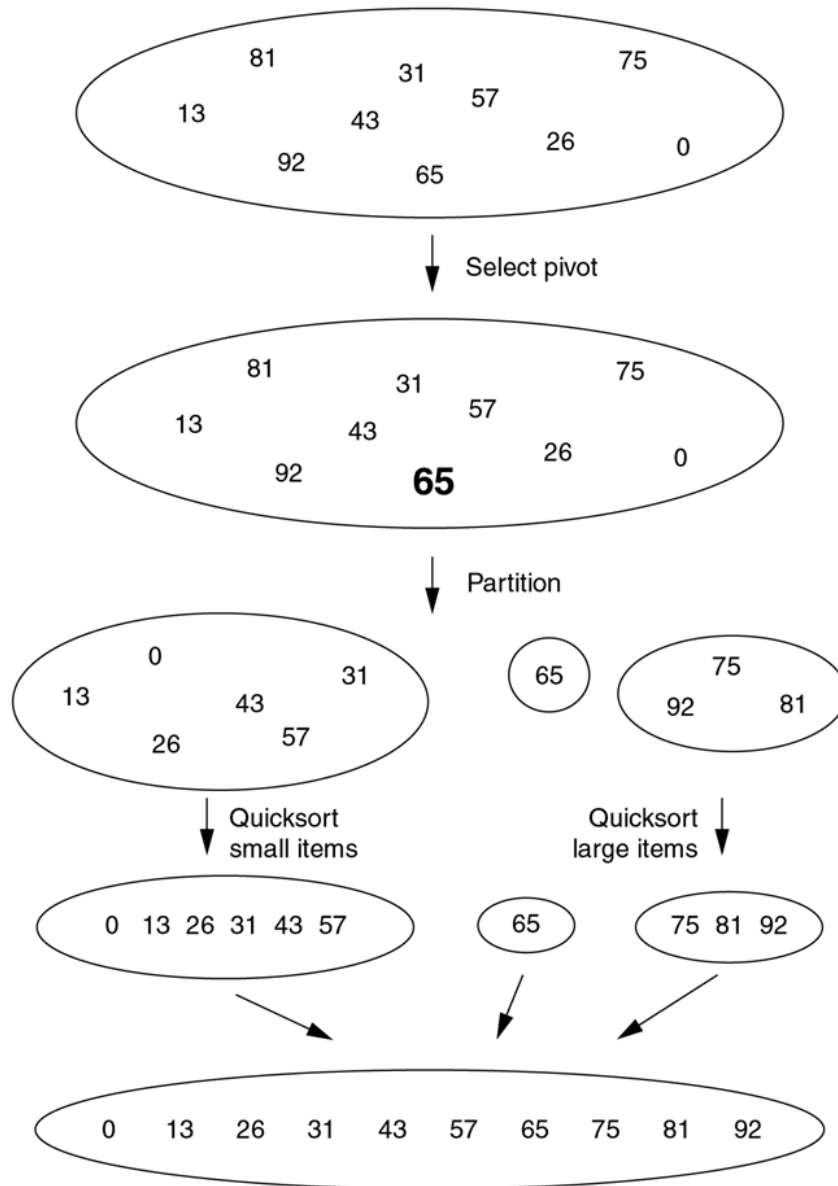 81 31 75
13 43 57
92 65 26 0
Select pivot
81 31 75
13 43 57
92 65 26 0
Partition
0 31
13 43
26 57
65
75
92 81
Quicksort
small items
Quicksort
large items
0 13 26 31 43 57
65
75 81 92
0 13 26 31 43 57 65 75 81 92